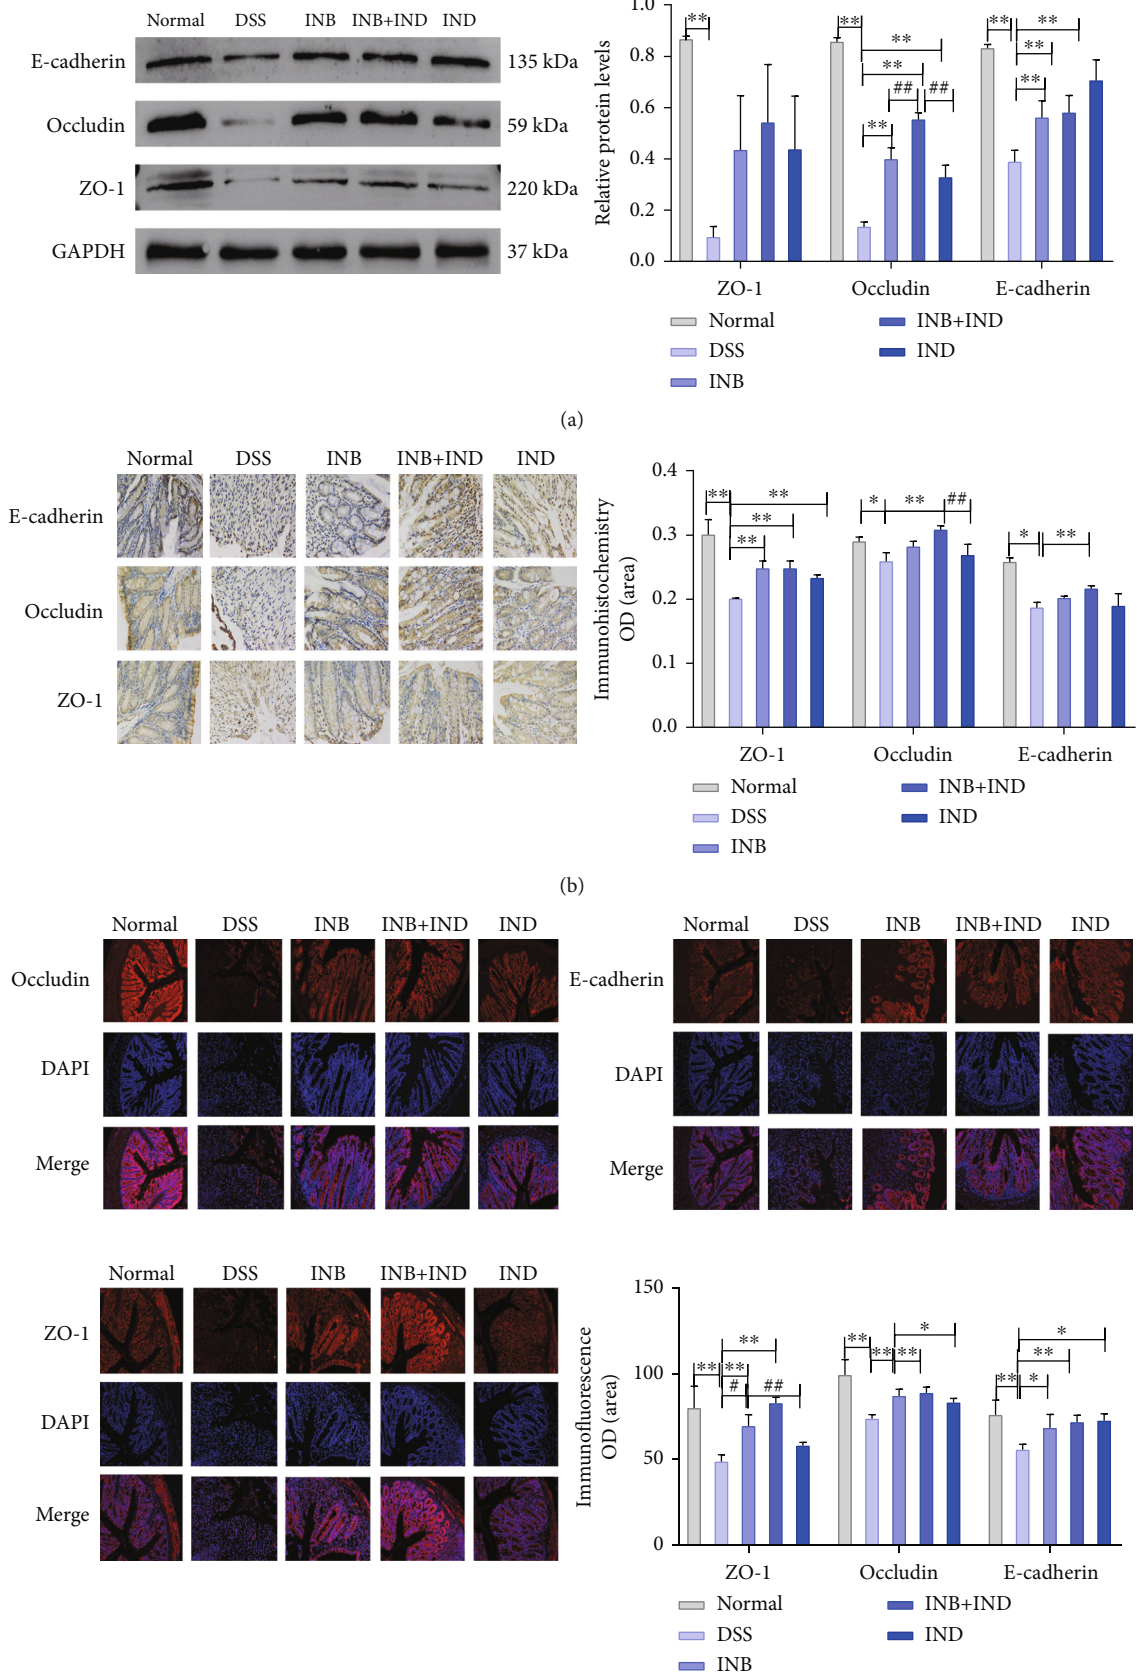 Normal DSS INB INB+IND IND
E-cadherin 135 kDa
Occludin 59 kDa
ZO-1 220 kDa
GAPDH 37 kDa
Relative protein levels
1.0
0.8
0.6
0.4
0.2
0.0
** ** ** ** ## ## ** ** ** ** **
ZO-1 Occludin E-cadherin
Normal INB+IND
DSS IND
INB
(a)
Normal DSS INB INB+IND IND
E-cadherin
Occludin
ZO-1
Immunohistochemistry
OD (area)
0.4
0.3
0.2
0.1
0.0
** ** ** ** * ** ## * **
ZO-1 Occludin E-cadherin
Normal INB+IND
DSS IND
INB
(b)
Normal DSS INB INB+IND IND
Occludin
DAPI
Merge
Normal DSS INB INB+IND IND
E-cadherin
DAPI
Merge
Normal DSS INB INB+IND IND
ZO-1
DAPI
Merge
Immunofluorescence
OD (area)
150
100
50
0
** ** ** # ## ** ** ** * ** * ** *
ZO-1 Occludin E-cadherin
Normal INB+IND
DSS IND
INB